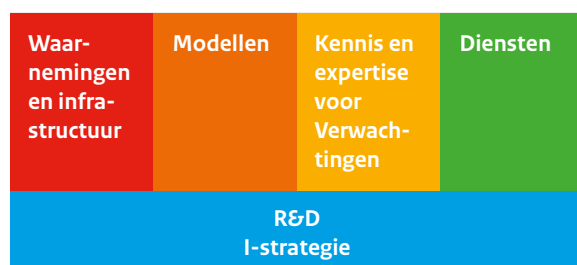 Waar-
nemingen
en infra-
structuur
Modellen
Kennis en
expertise
voor
Verwach-
tingen
Diensten
R&D
I-strategie